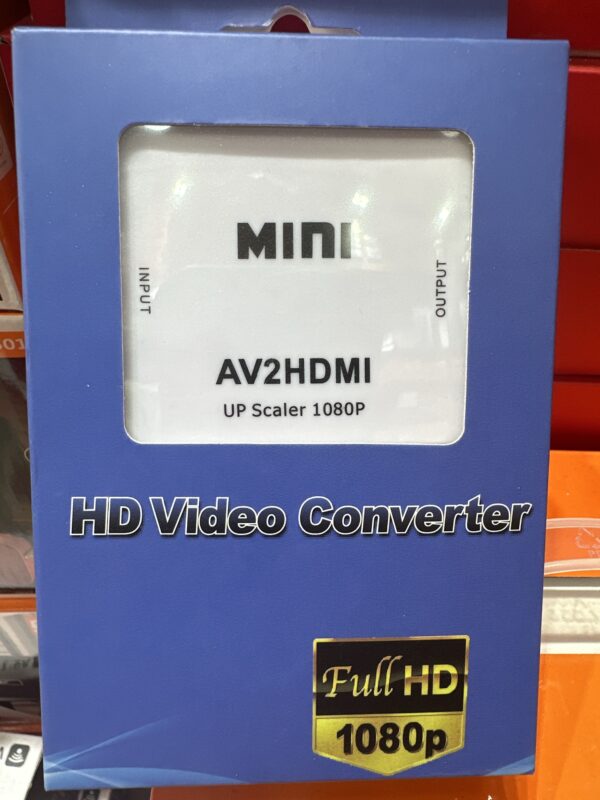 MINI
INPUT
OUTPUT
AV2HDMI
UP Scaler 1080P
HD Video Converter
Full HD
1080p